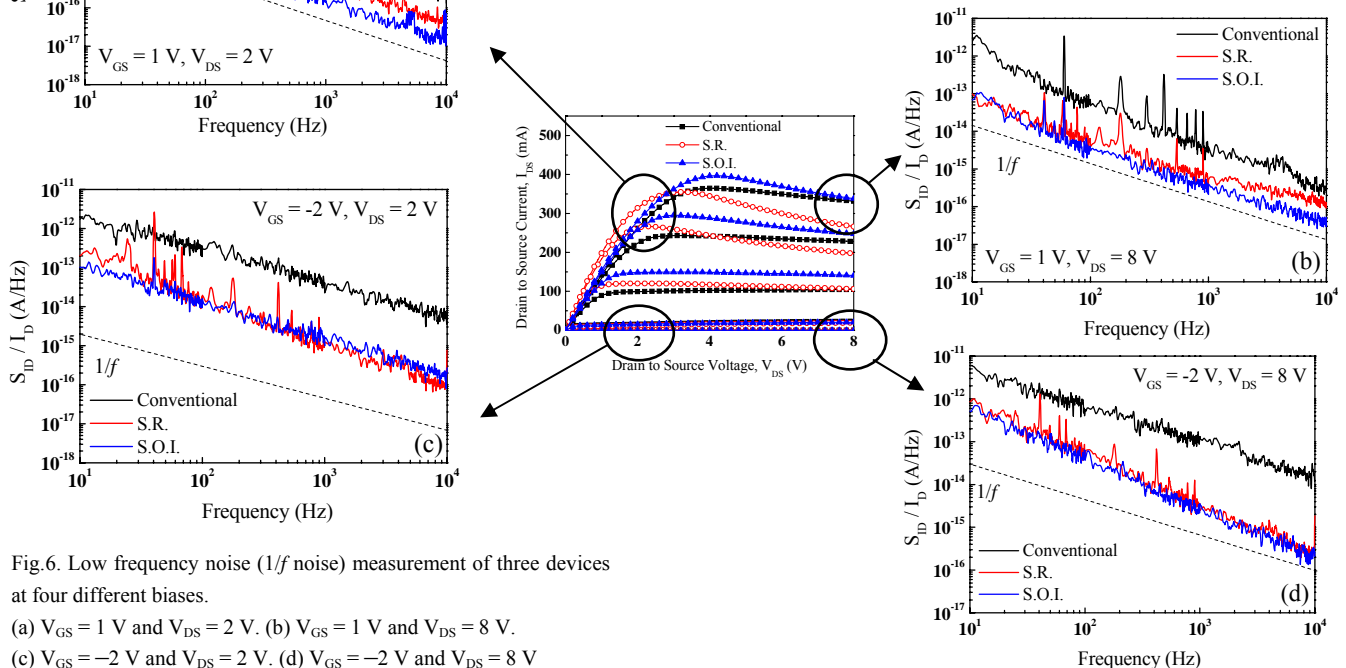 10⁻¹⁶
10⁻¹⁷
10⁻¹⁸
V_GS = 1 V, V_DS = 2 V
10¹ 10² 10³ 10⁴
Frequency (Hz)
S_ID / I_D (A/Hz)
10⁻¹¹
10⁻¹²
10⁻¹³
10⁻¹⁴
10⁻¹⁵
10⁻¹⁶
10⁻¹⁷
10⁻¹⁸
V_GS = -2 V, V_DS = 2 V
1/f
Conventional
S.R.
S.O.I.
(c)
10¹ 10² 10³ 10⁴
Frequency (Hz)
Drain to Source Current, I_DS (mA)
500
400
300
200
100
0
Conventional
S.R.
S.O.I.
0 2 4 6 8
Drain to Source Voltage, V_DS (V)
S_ID / I_D (A/Hz)
10⁻¹¹
10⁻¹²
10⁻¹³
10⁻¹⁴
10⁻¹⁵
10⁻¹⁶
10⁻¹⁷
10⁻¹⁸
Conventional
S.R.
S.O.I.
1/f
V_GS = 1 V, V_DS = 8 V
(b)
10¹ 10² 10³ 10⁴
Frequency (Hz)
S_ID / I_D (A/Hz)
10⁻¹¹
10⁻¹²
10⁻¹³
10⁻¹⁴
10⁻¹⁵
10⁻¹⁶
10⁻¹⁷
V_GS = -2 V, V_DS = 8 V
1/f
Conventional
S.R.
S.O.I.
(d)
10¹ 10² 10³ 10⁴
Frequency (Hz)
Fig.6. Low frequency noise (1/f noise) measurement of three devices
at four different biases.
(a) V_GS = 1 V and V_DS = 2 V. (b) V_GS = 1 V and V_DS = 8 V.
(c) V_GS = −2 V and V_DS = 2 V. (d) V_GS = −2 V and V_DS = 8 V